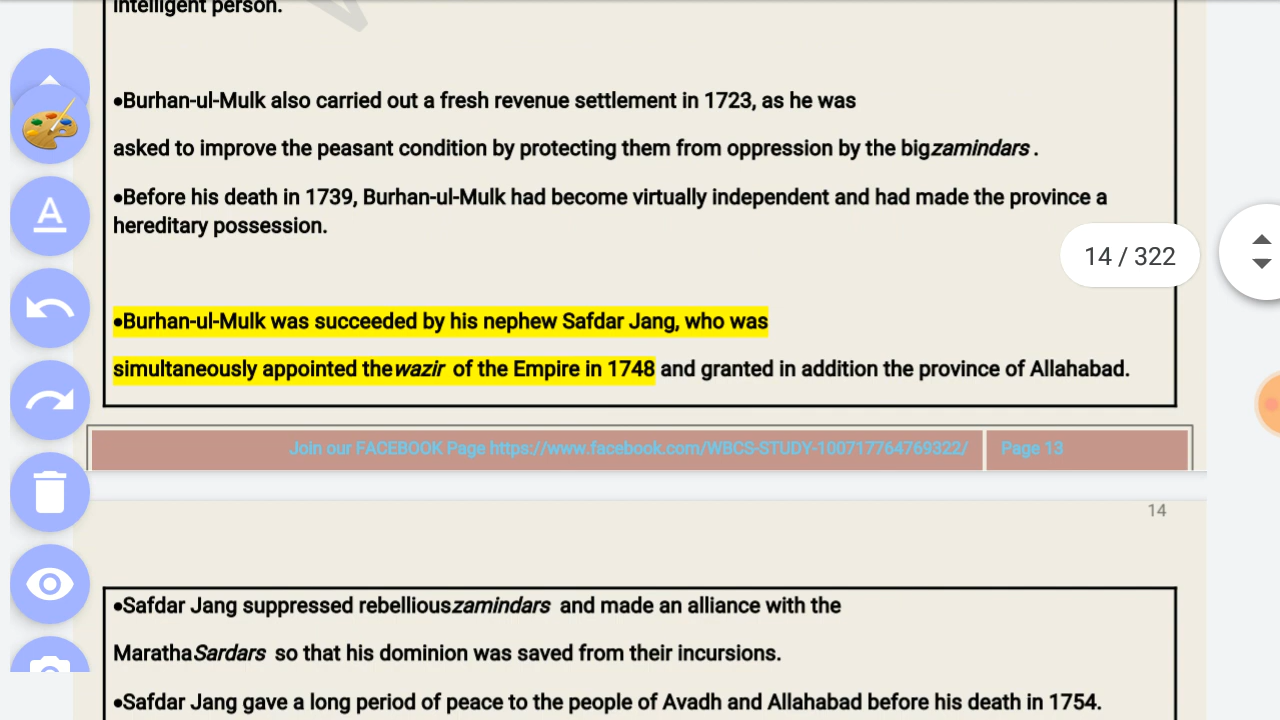 intelligent person.
•Burhan-ul-Mulk also carried out a fresh revenue settlement in 1723, as he was
asked to improve the peasant condition by protecting them from oppression by the bigzamindars .
•Before his death in 1739, Burhan-ul-Mulk had become virtually independent and had made the province a
hereditary possession.
14 / 322
•Burhan-ul-Mulk was succeeded by his nephew Safdar Jang, who was
simultaneously appointed thewazir of the Empire in 1748 and granted in addition the province of Allahabad.
Join our FACEBOOK Page https://www.facebook.com/WBCS-STUDY-100717764769322/ Page 13
14
•Safdar Jang suppressed rebelliouszamindars and made an alliance with the
MarathaSardars so that his dominion was saved from their incursions.
•Safdar Jang gave a long period of peace to the people of Avadh and Allahabad before his death in 1754.
A